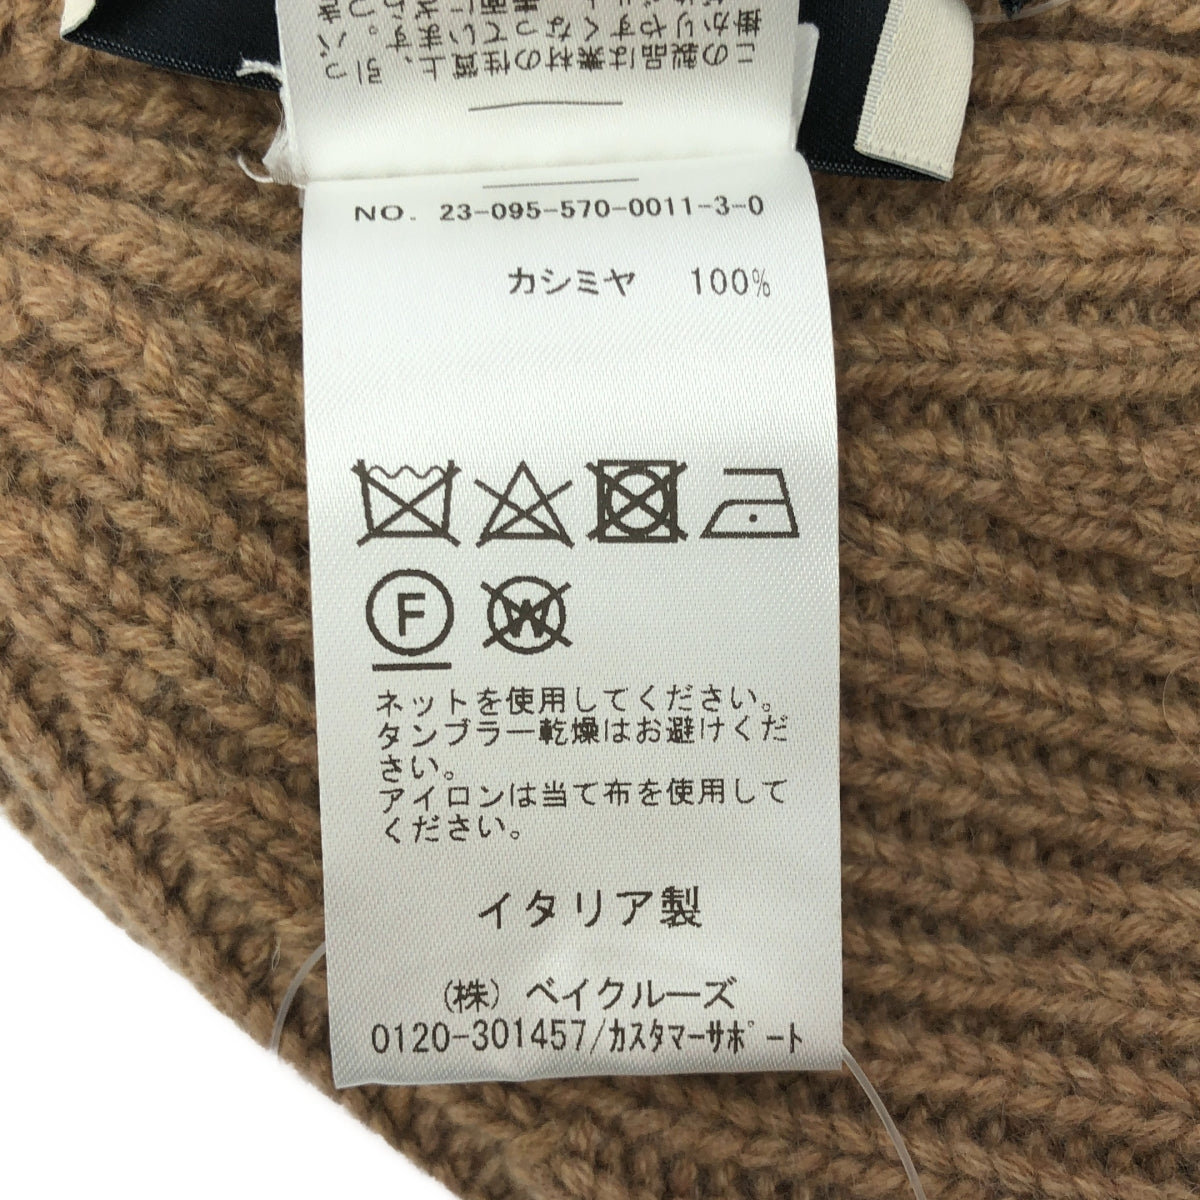 この製品は素材の性質上、引っ
掛かりやすくなっています。バ
NO. 23-095-570-0011-3-0
カシミヤ 100%
F
W
ネットを使用してください。
タンブラー乾燥はお避けくだ
さい。
アイロンは当て布を使用して
ください。
イタリア製
(株) ベイクルーズ
0120-301457/カスタマーサポート